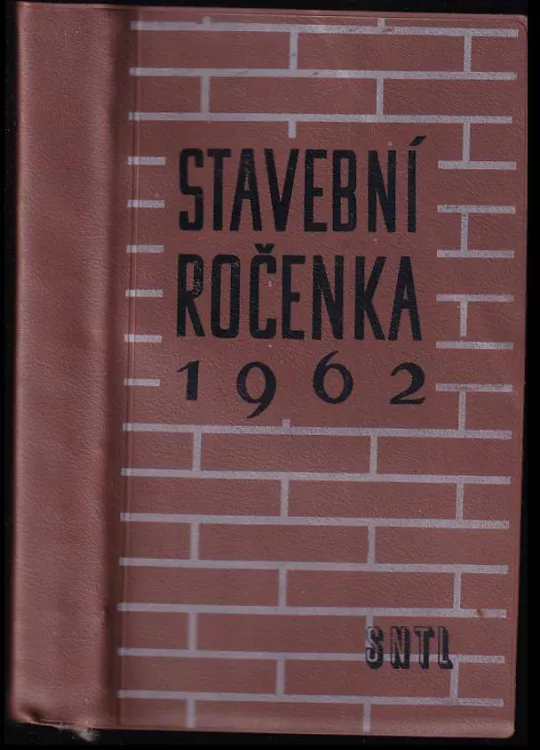 STAVEBNÍ
ROČENKA
1962
SNTL